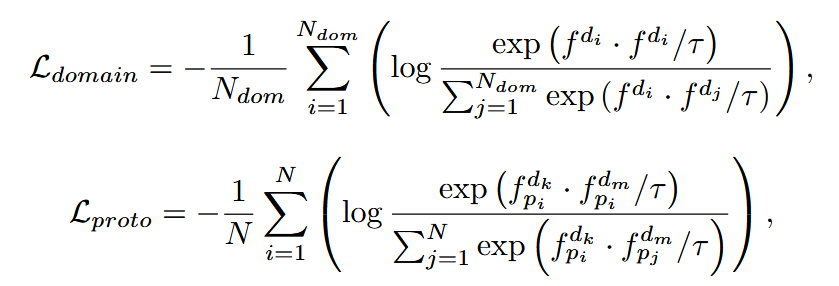 \mathcal{L}_{domain} = -\frac{1}{N_{dom}} \sum_{i=1}^{N_{dom}} \left( \log \frac{\exp\left(f^{d_i} \cdot f^{d_i}/\tau\right)}{\sum_{j=1}^{N_{dom}} \exp\left(f^{d_i} \cdot f^{d_j}/\tau\right)} \right),
\mathcal{L}_{proto} = -\frac{1}{N} \sum_{i=1}^{N} \left( \log \frac{\exp\left(f_{p_i}^{d_k} \cdot f_{p_i}^{d_m}/\tau\right)}{\sum_{j=1}^{N} \exp\left(f_{p_i}^{d_k} \cdot f_{p_j}^{d_m}/\tau\right)} \right),